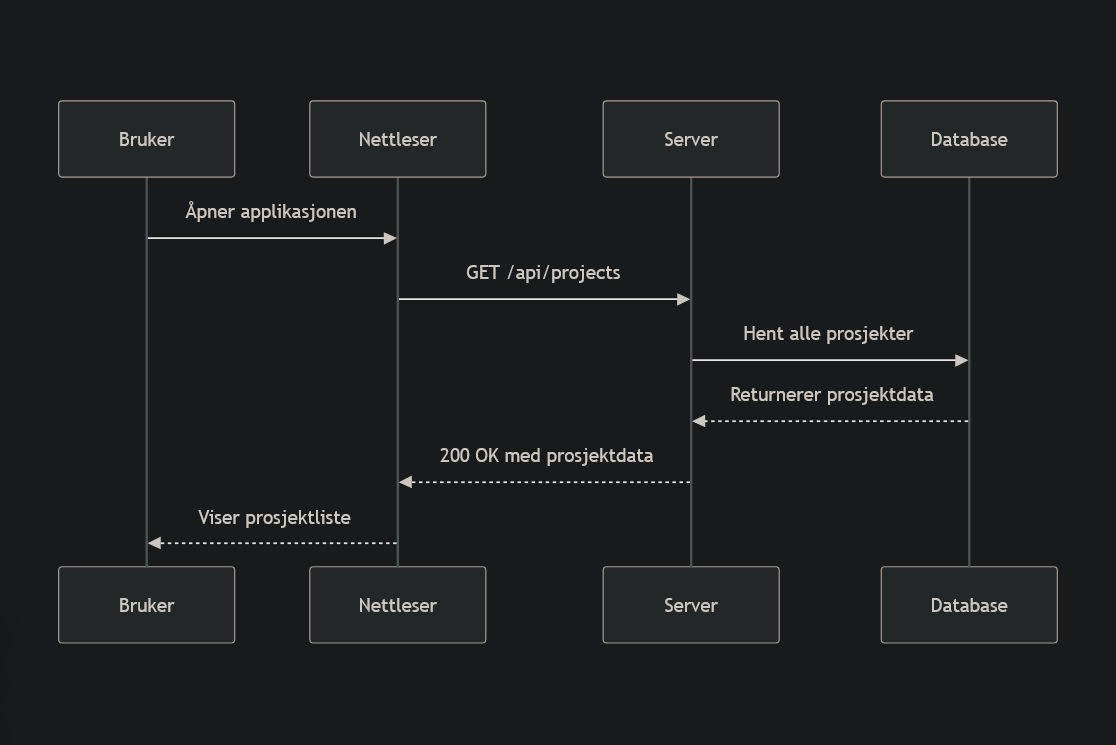 Bruker
Nettleser
Server
Database
Åpner applikasjonen
GET /api/projects
Hent alle prosjekter
Returnerer prosjektdata
200 OK med prosjektdata
Viser prosjektliste
Bruker
Nettleser
Server
Database